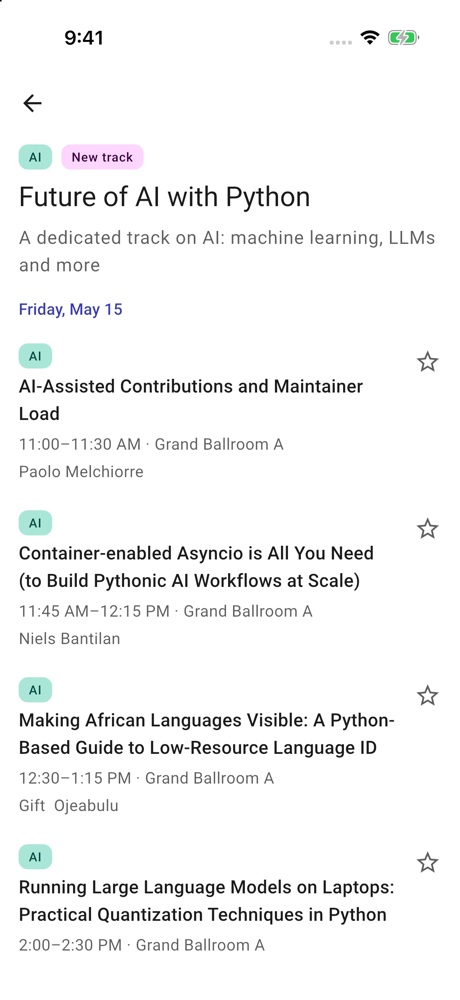 9:41
AI New track
Future of AI with Python
A dedicated track on AI: machine learning, LLMs
and more
Friday, May 15
AI
AI-Assisted Contributions and Maintainer
Load
11:00–11:30 AM · Grand Ballroom A
Paolo Melchiorre
AI
Container-enabled Asyncio is All You Need
(to Build Pythonic AI Workflows at Scale)
11:45 AM–12:15 PM · Grand Ballroom A
Niels Bantilan
AI
Making African Languages Visible: A Python-
Based Guide to Low-Resource Language ID
12:30–1:15 PM · Grand Ballroom A
Gift  Ojeabulu
AI
Running Large Language Models on Laptops:
Practical Quantization Techniques in Python
2:00–2:30 PM · Grand Ballroom A